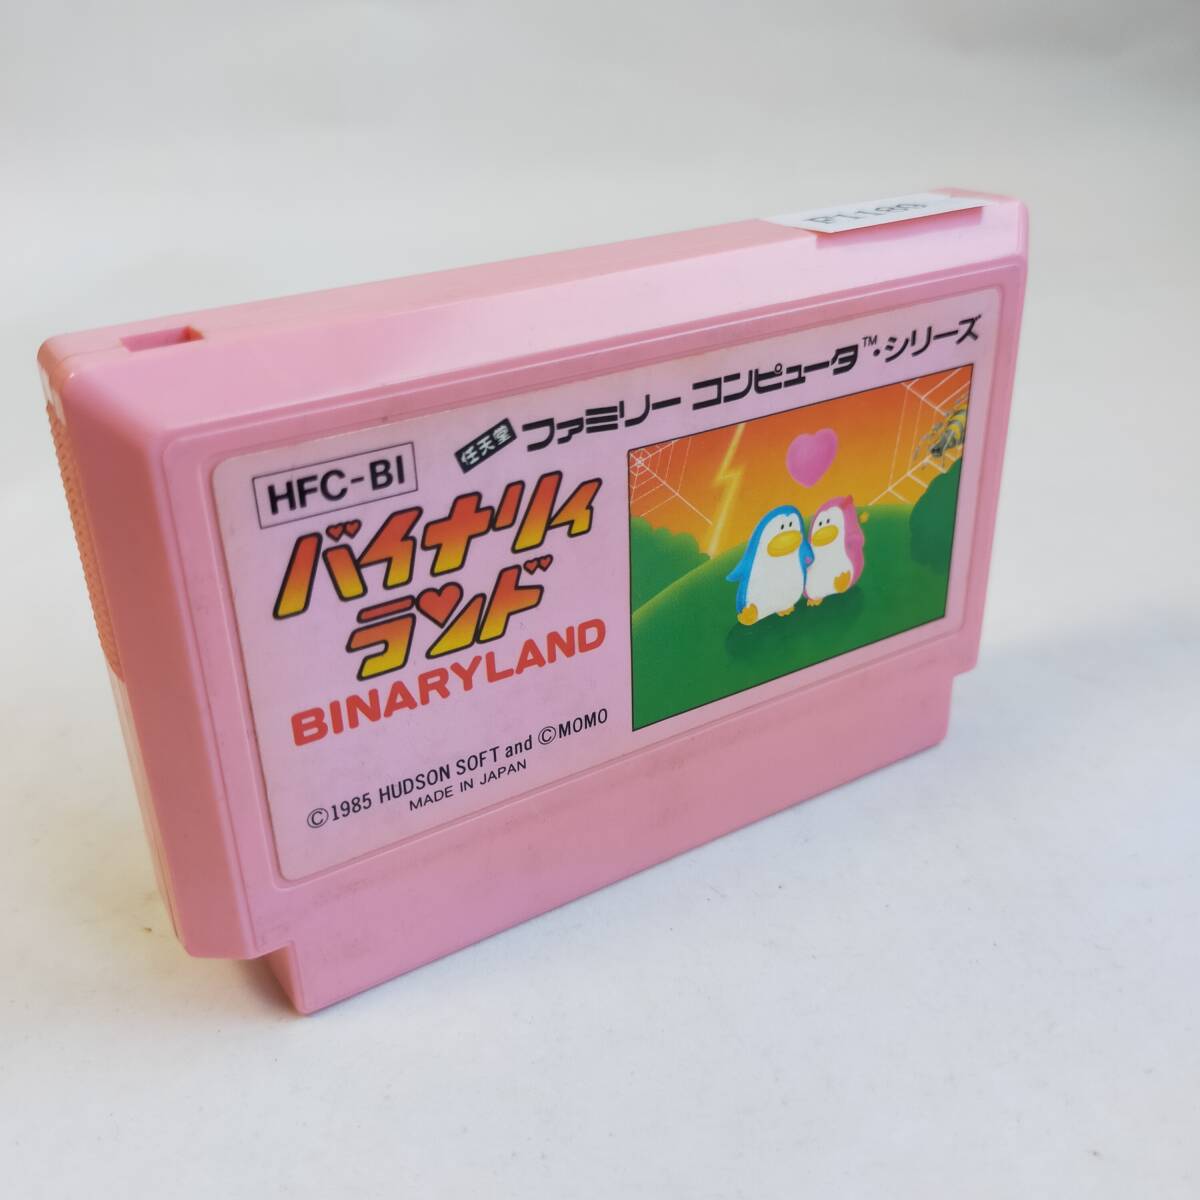 P1189
任天堂 ファミリー コンピュータ™・シリーズ
HFC-BI
バイナリィ
ランド
BINARYLAND
©1985 HUDSON SOFT and ©MOMO
MADE IN JAPAN